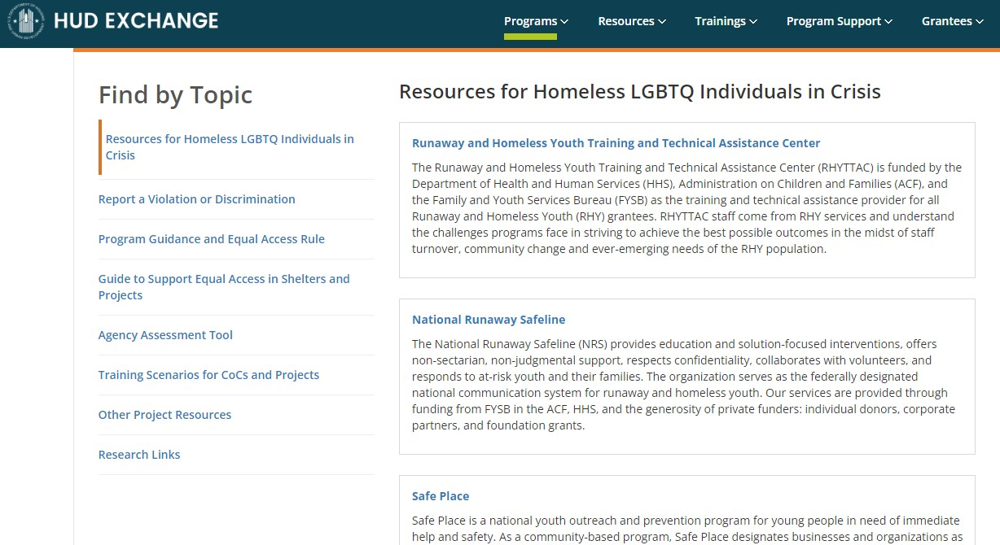 HUD EXCHANGE
Programs
Resources
Trainings
Program Support
Grantees
Find by Topic
Resources for Homeless LGBTQ Individuals in
Crisis
Report a Violation or Discrimination
Program Guidance and Equal Access Rule
Guide to Support Equal Access in Shelters and
Projects
Agency Assessment Tool
Training Scenarios for CoCs and Projects
Other Project Resources
Research Links
Resources for Homeless LGBTQ Individuals in Crisis
Runaway and Homeless Youth Training and Technical Assistance Center
The Runaway and Homeless Youth Training and Technical Assistance Center (RHYTTAC) is funded by the
Department of Health and Human Services (HHS), Administration on Children and Families (ACF), and
the Family and Youth Services Bureau (FYSB) as the training and technical assistance provider for all
Runaway and Homeless Youth (RHY) grantees. RHYTTAC staff come from RHY services and understand
the challenges programs face in striving to achieve the best possible outcomes in the midst of staff
turnover, community change and ever-emerging needs of the RHY population.
National Runaway Safeline
The National Runaway Safeline (NRS) provides education and solution-focused interventions, offers
non-sectarian, non-judgmental support, respects confidentiality, collaborates with volunteers, and
responds to at-risk youth and their families. The organization serves as the federally designated
national communication system for runaway and homeless youth. Our services are provided through
funding from FYSB in the ACF, HHS, and the generosity of private funders: individual donors, corporate
partners, and foundation grants.
Safe Place
Safe Place is a national youth outreach and prevention program for young people in need of immediate
help and safety. As a community-based program, Safe Place designates businesses and organizations as